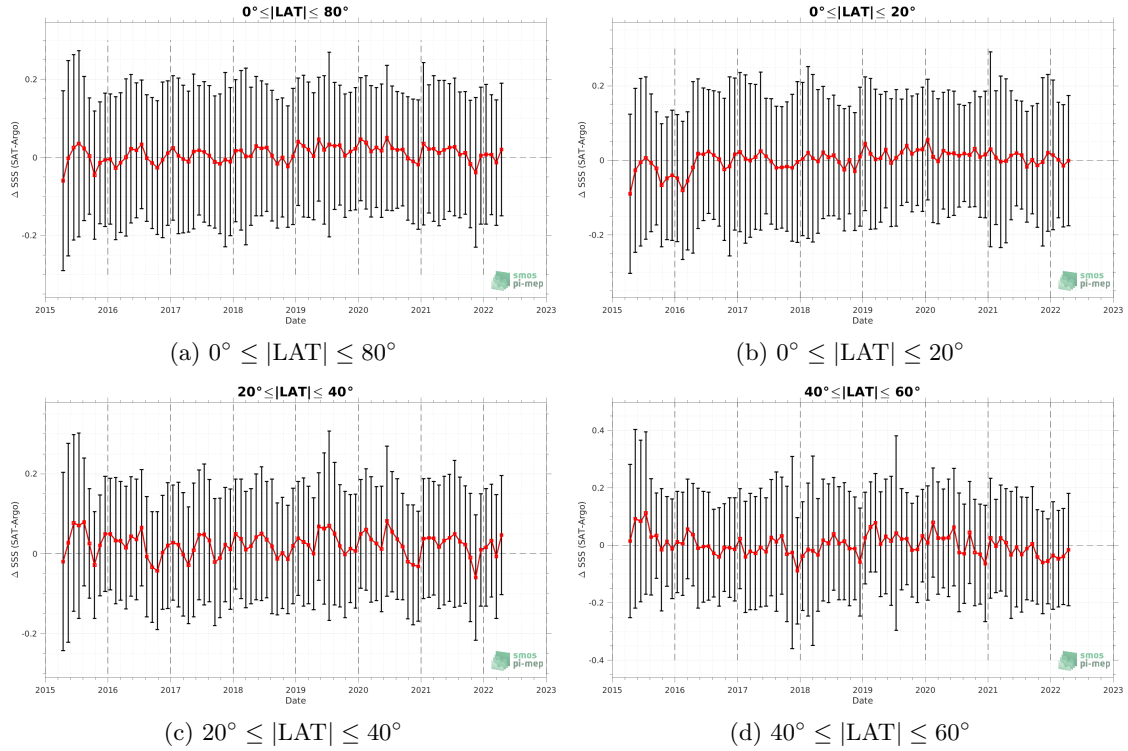 0°≤|LAT|≤ 80°
Δ SSS (SAT-Argo)
0.2
0
-0.2
smos
pi-mep
2015 2016 2017 2018 2019 2020 2021 2022 2023
Date
(a) 0° ≤ |LAT| ≤ 80°
0°≤|LAT|≤ 20°
Δ SSS (SAT-Argo)
0.2
0
-0.2
smos
pi-mep
2015 2016 2017 2018 2019 2020 2021 2022 2023
Date
(b) 0° ≤ |LAT| ≤ 20°
20°≤|LAT|≤ 40°
Δ SSS (SAT-Argo)
0.2
0
-0.2
smos
pi-mep
2015 2016 2017 2018 2019 2020 2021 2022 2023
Date
(c) 20° ≤ |LAT| ≤ 40°
40°≤|LAT|≤ 60°
Δ SSS (SAT-Argo)
0.4
0.2
0
-0.2
-0.4
smos
pi-mep
2015 2016 2017 2018 2019 2020 2021 2022 2023
Date
(d) 40° ≤ |LAT| ≤ 60°